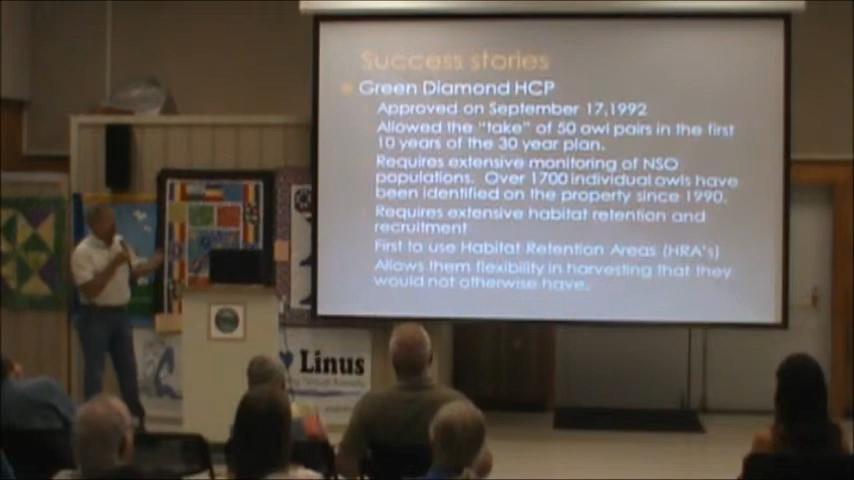 Success stories
Green Diamond HCP
Approved on September 17,1992
Allowed the "take" of 50 owl pairs in the first
10 years of the 30 year plan.
Requires extensive monitoring of NSO
populations. Over 1700 individual owls have
been identified on the property since 1990.
Requires extensive habitat retention and
recruitment
First to use Habitat Retention Areas (HRA's)
Allows them flexibility in harvesting that they
would not otherwise have.
Linus